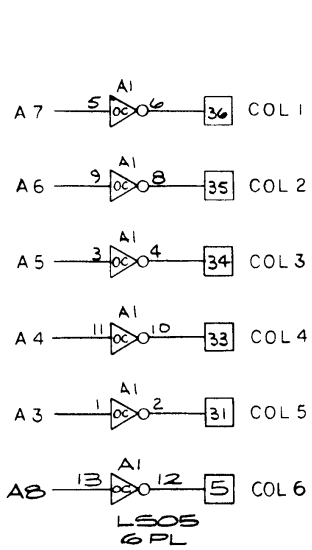 A1
A7 5 OC 6 36 COL 1
A1
A6 9 OC 8 35 COL 2
A1
A5 3 OC 4 34 COL 3
A1
A4 11 OC 10 33 COL 4
A1
A3 1 OC 2 31 COL 5
A1
A8 13 OC 12 5 COL 6
LS05
6 PL